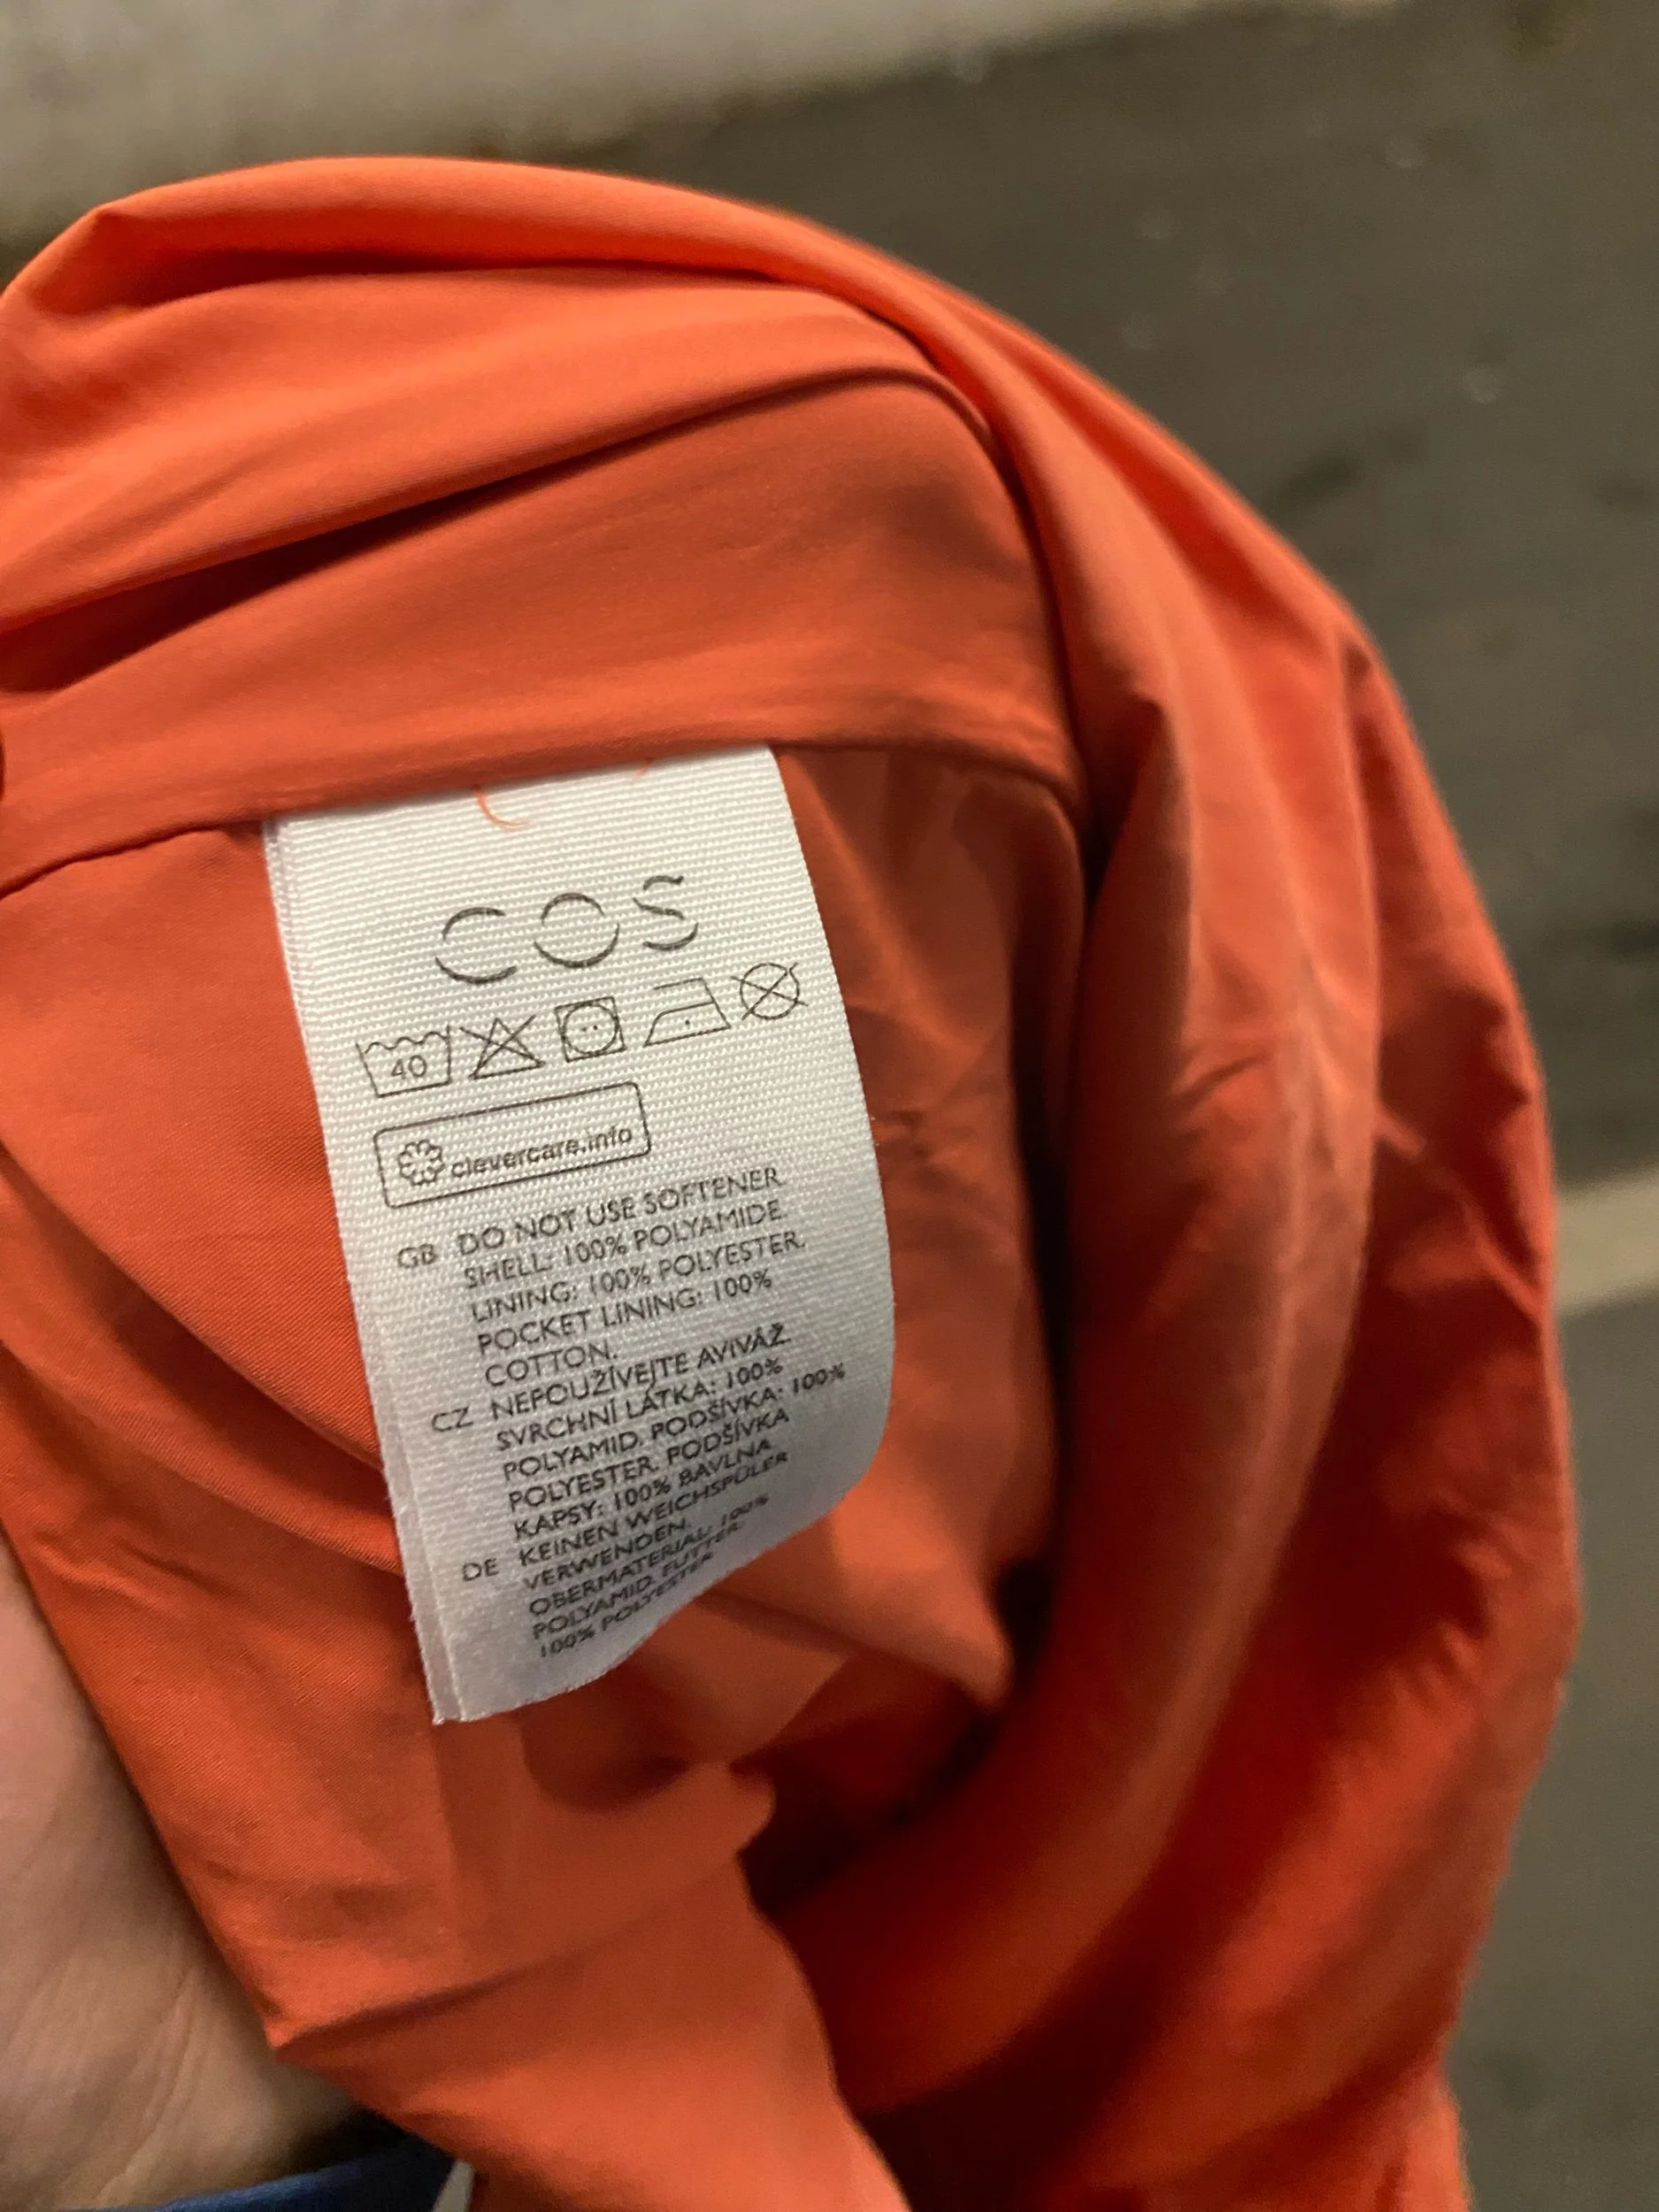 COS
40
clevercare.info
GB DO NOT USE SOFTENER.
SHELL: 100% POLYAMIDE.
LINING: 100% POLYESTER.
POCKET LINING: 100%
COTTON.
CZ NEPOUŽÍVEJTE AVIVÁŽ.
SVRCHNÍ LÁTKA: 100%
POLYAMID. PODŠÍVKA: 100%
POLYESTER. PODŠÍVKA
KAPSY: 100% BAVLNA
DE KEINEN WEICHSPÜLER
VERWENDEN.
OBERMATERIAL: 100%
POLYAMID. FUTTER:
100% POLYESTER